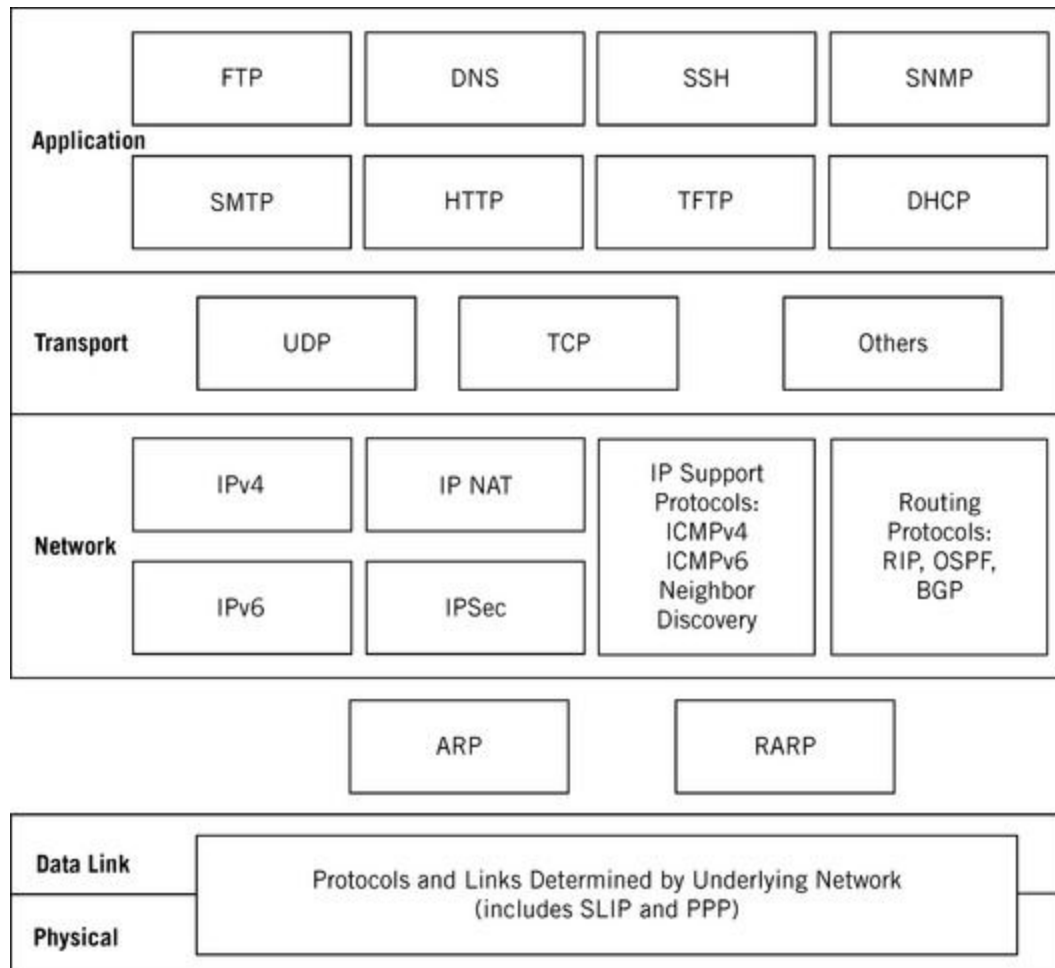 Application
FTP
DNS
SSH
SNMP
SMTP
HTTP
TFTP
DHCP
Transport
UDP
TCP
Others
Network
IPv4
IP NAT
IPv6
IPSec
IP Support
Protocols:
ICMPv4
ICMPv6
Neighbor
Discovery
Routing
Protocols:
RIP, OSPF,
BGP
ARP
RARP
Data Link
Physical
Protocols and Links Determined by Underlying Network
(includes SLIP and PPP)